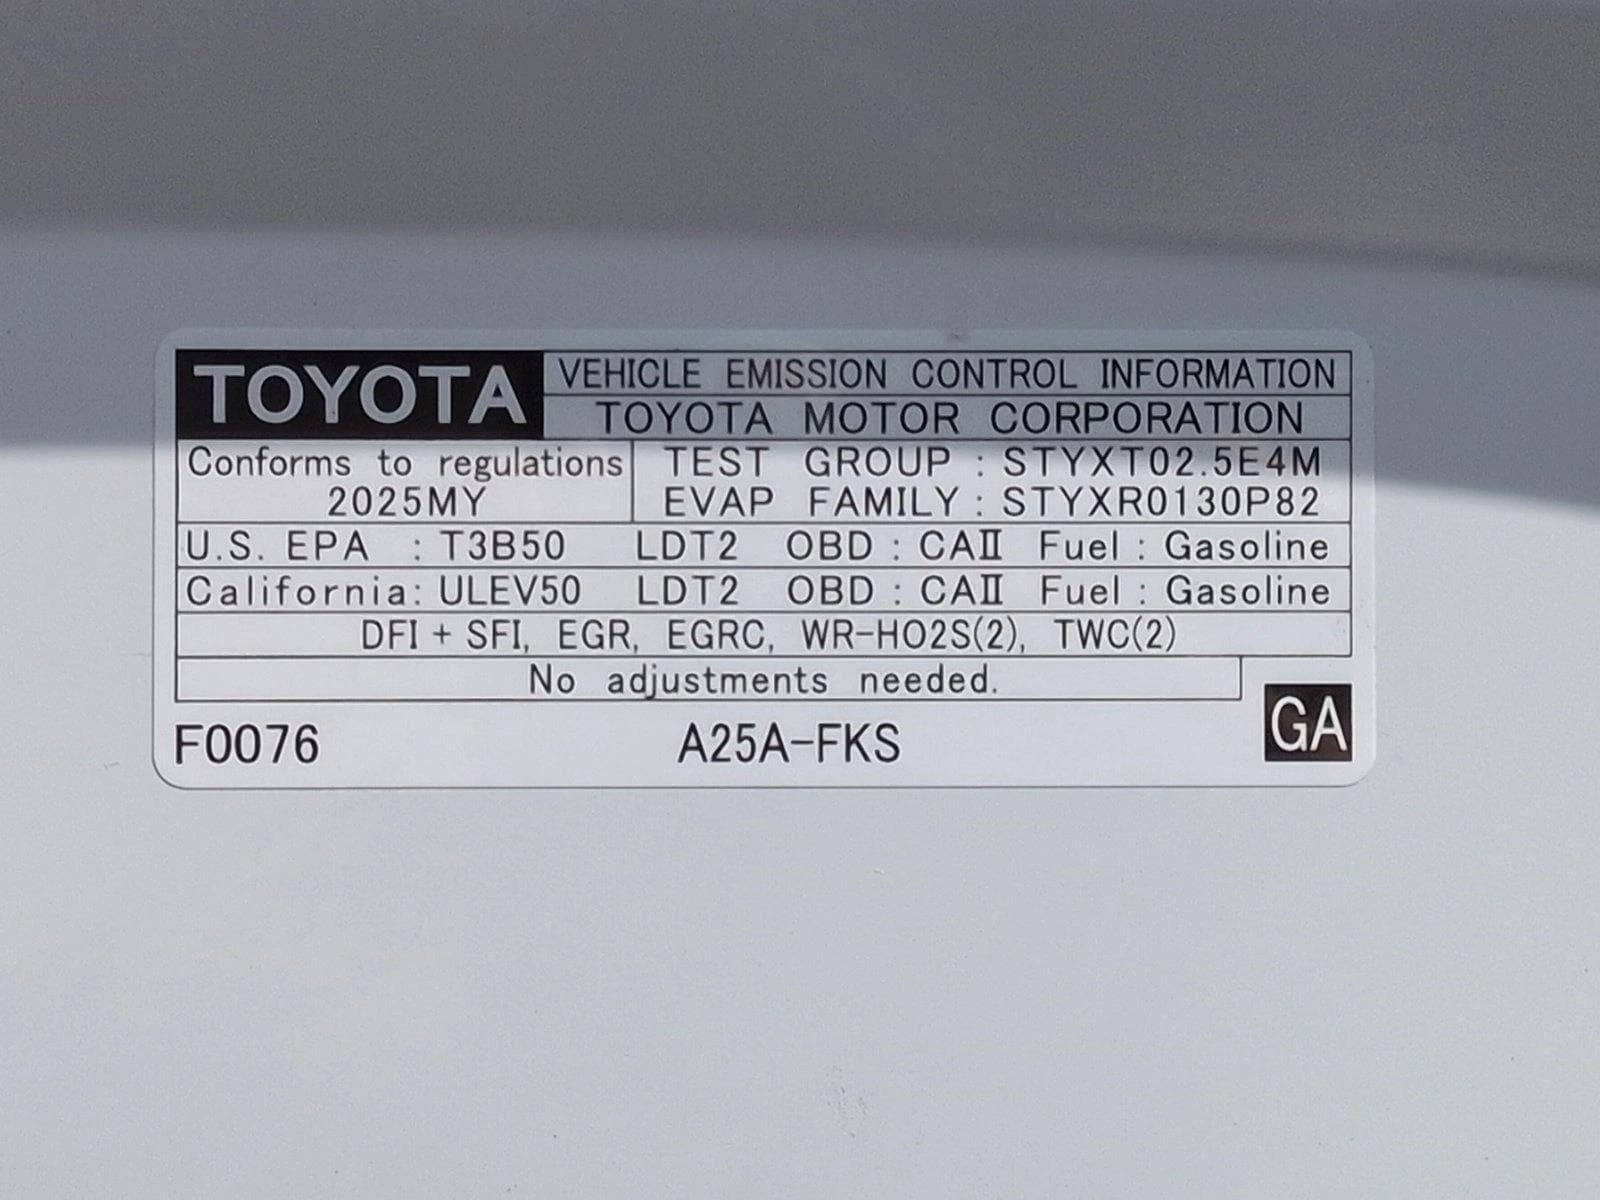 TOYOTA VEHICLE EMISSION CONTROL INFORMATION
TOYOTA MOTOR CORPORATION
Conforms to regulations TEST GROUP : STYXT02.5E4M
2025MY EVAP FAMILY : STYXR0130P82
U.S. EPA : T3B50 LDT2 OBD : CAⅡ Fuel : Gasoline
California: ULEV50 LDT2 OBD : CAⅡ Fuel : Gasoline
DFI + SFI, EGR, EGRC, WR-HO2S(2), TWC(2)
No adjustments needed.
F0076 A25A-FKS GA